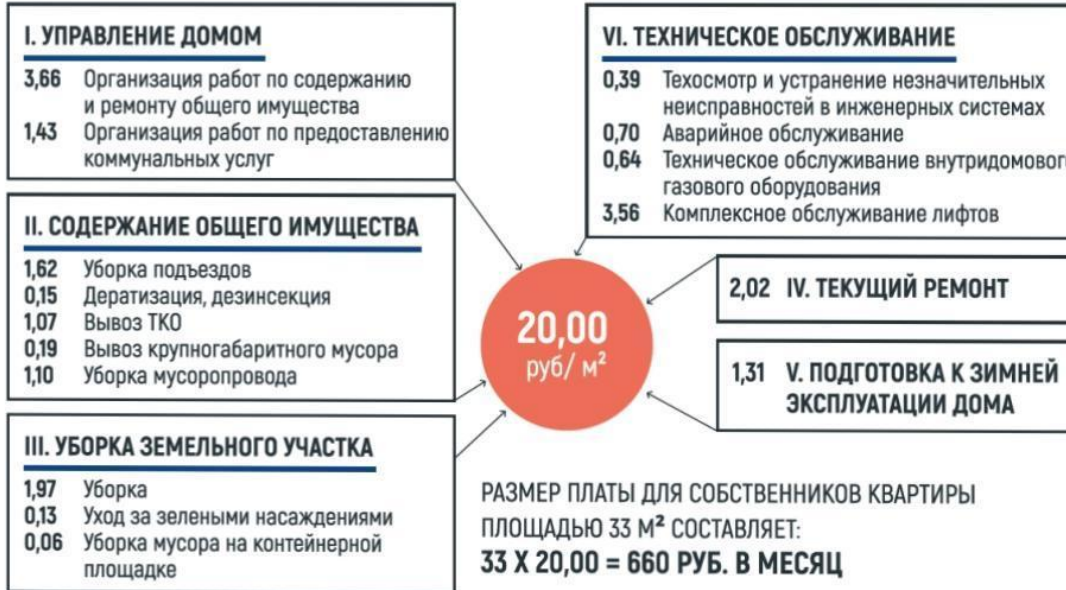 I. УПРАВЛЕНИЕ ДОМОМ
3,66 Организация работ по содержанию
и ремонту общего имущества
1,43 Организация работ по предоставлению
коммунальных услуг
II. СОДЕРЖАНИЕ ОБЩЕГО ИМУЩЕСТВА
1,62 Уборка подъездов
0,15 Дератизация, дезинсекция
1,07 Вывоз ТКО
0,19 Вывоз крупногабаритного мусора
1,10 Уборка мусоропровода
III. УБОРКА ЗЕМЕЛЬНОГО УЧАСТКА
1,97 Уборка
0,13 Уход за зелеными насаждениями
0,06 Уборка мусора на контейнерной
площадке
20,00
руб/ м²
VI. ТЕХНИЧЕСКОЕ ОБСЛУЖИВАНИЕ
0,39 Техосмотр и устранение незначительных
неисправностей в инженерных системах
0,70 Аварийное обслуживание
0,64 Техническое обслуживание внутридомового
газового оборудования
3,56 Комплексное обслуживание лифтов
2,02 IV. ТЕКУЩИЙ РЕМОНТ
1,31 V. ПОДГОТОВКА К ЗИМНЕЙ
ЭКСПЛУАТАЦИИ ДОМА
РАЗМЕР ПЛАТЫ ДЛЯ СОБСТВЕННИКОВ КВАРТИРЫ
ПЛОЩАДЬЮ 33 М² СОСТАВЛЯЕТ:
33 X 20,00 = 660 РУБ. В МЕСЯЦ